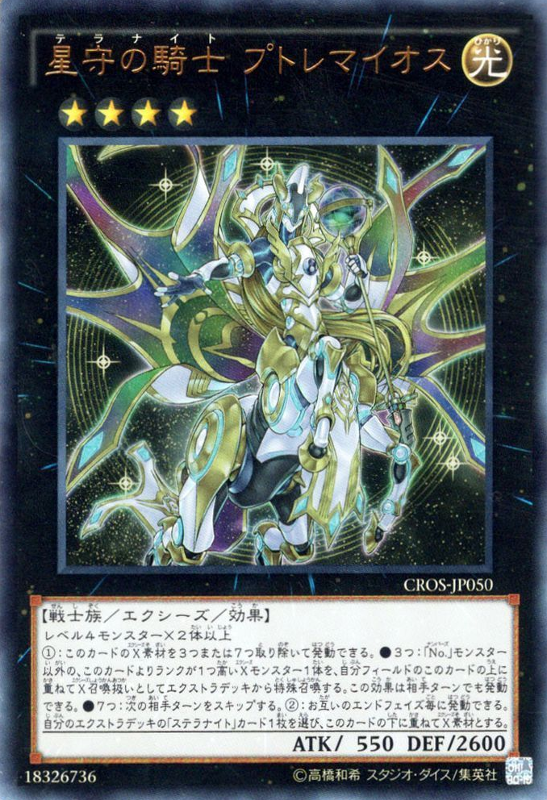 星守の騎士 プトレマイオス
テラナイト
光
ひかり
CROS-JP050
【戦士族／エクシーズ／効果】
レベル４モンスター×２体以上
①：このカードのX素材を３つまたは７つ取り除いて発動できる。●３つ：「No.」モンスター
以外の、このカードよりランクが１つ高いXモンスター１体を、自分フィールドのこのカードの上に
重ねてX召喚扱いとしてエクストラデッキから特殊召喚する。この効果は相手ターンでも発動
できる。●７つ：次の相手ターンをスキップする。②：お互いのエンドフェイズ毎に発動できる。
自分のエクストラデッキの「ステラナイト」カード１枚を選び、このカードの下に重ねてX素材とする。
ATK/ 550 DEF/2600
18326736
©高橋和希 スタジオ・ダイス/集英社